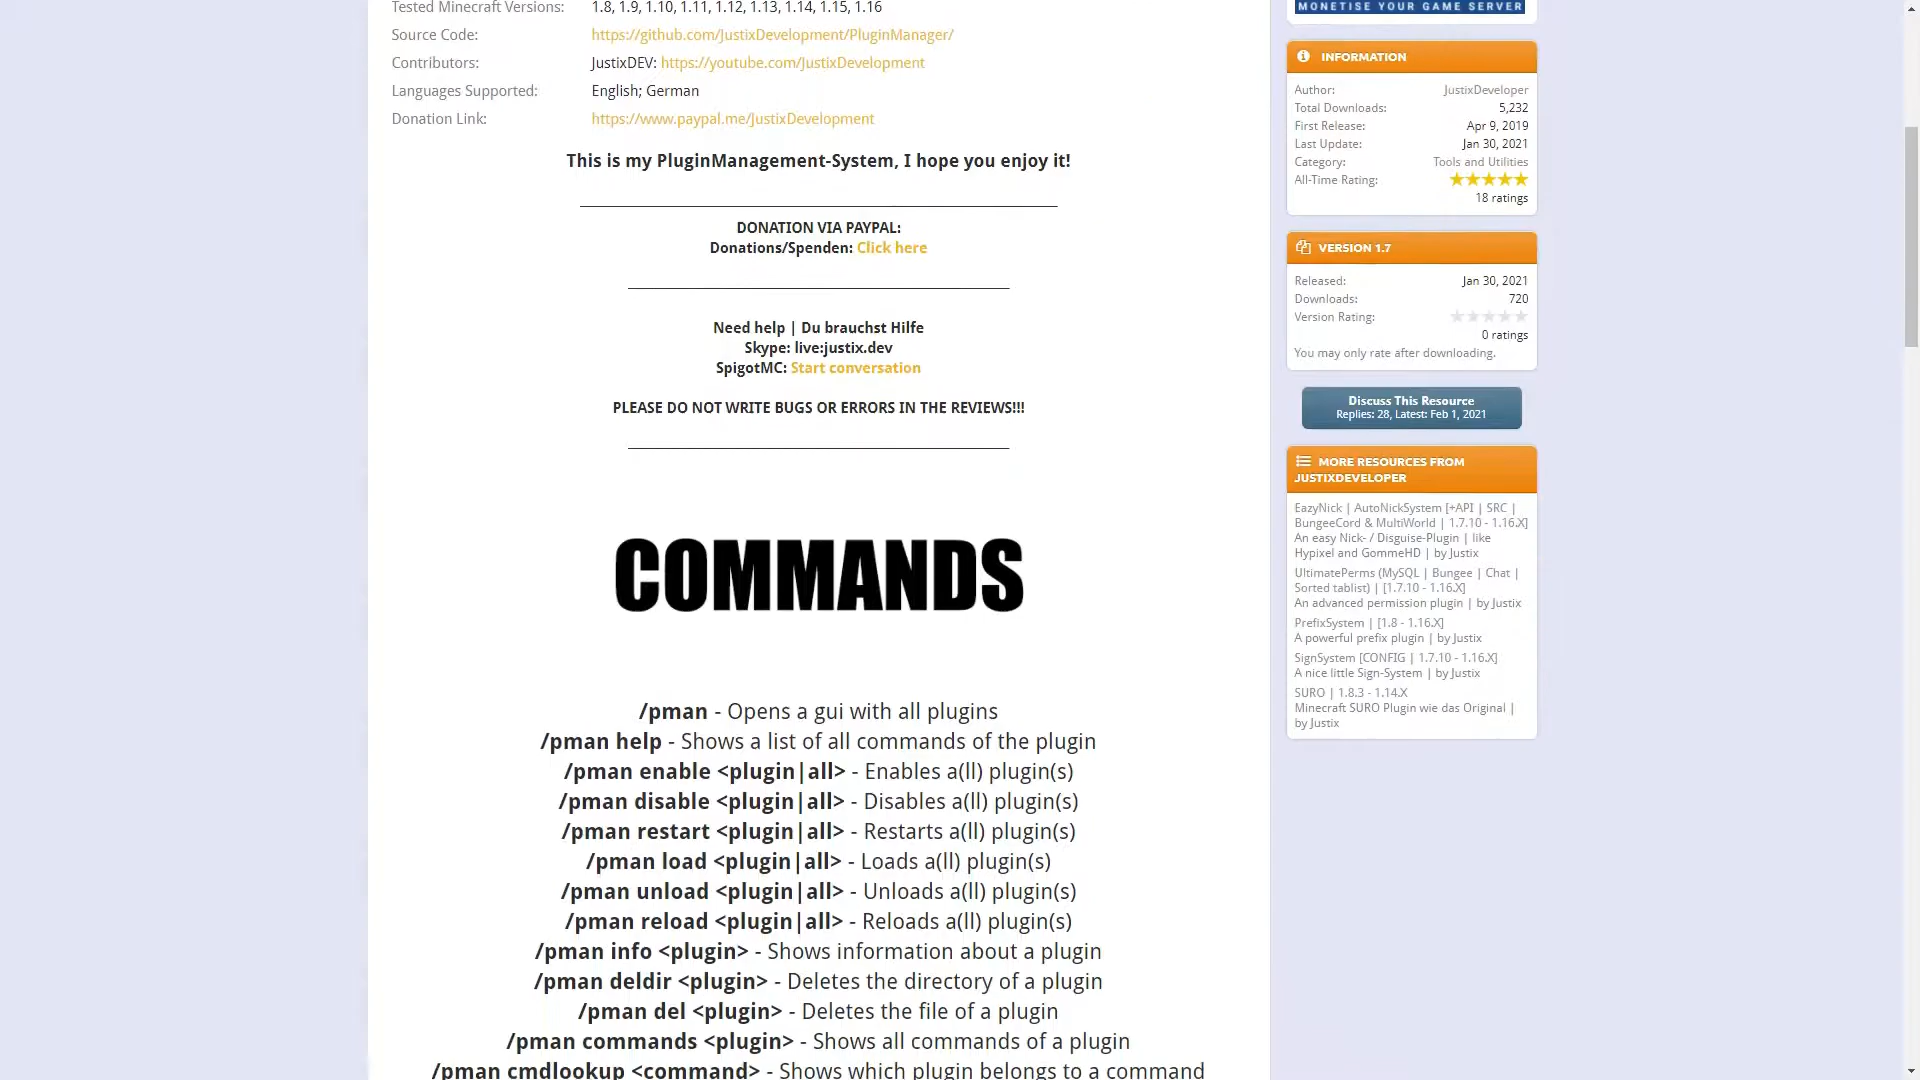 Tested Minecraft Versions: 1.8, 1.9, 1.10, 1.11, 1.12, 1.13, 1.14, 1.15, 1.16
Source Code: https://github.com/JustixDevelopment/PluginManager/
Contributors: JustixDEV: https://youtube.com/JustixDevelopment
Languages Supported: English; German
Donation Link: https://www.paypal.me/JustixDevelopment
This is my PluginManagement-System, I hope you enjoy it!
DONATION VIA PAYPAL:
Donations/Spenden: Click here
Need help | Du brauchst Hilfe
Skype: live:justix.dev
SpigotMC: Start conversation
PLEASE DO NOT WRITE BUGS OR ERRORS IN THE REVIEWS!!!
COMMANDS
/pman - Opens a gui with all plugins
/pman help - Shows a list of all commands of the plugin
/pman enable <plugin|all> - Enables a(ll) plugin(s)
/pman disable <plugin|all> - Disables a(ll) plugin(s)
/pman restart <plugin|all> - Restarts a(ll) plugin(s)
/pman load <plugin|all> - Loads a(ll) plugin(s)
/pman unload <plugin|all> - Unloads a(ll) plugin(s)
/pman reload <plugin|all> - Reloads a(ll) plugin(s)
/pman info <plugin> - Shows information about a plugin
/pman deldir <plugin> - Deletes the directory of a plugin
/pman del <plugin> - Deletes the file of a plugin
/pman commands <plugin> - Shows all commands of a plugin
/pman cmdlookup <command> - Shows which plugin belongs to a command
MONETISE YOUR GAME SERVER
INFORMATION
Author: JustixDeveloper
Total Downloads: 5,232
First Release: Apr 9, 2019
Last Update: Jan 30, 2021
Category: Tools and Utilities
All-Time Rating:
18 ratings
VERSION 1.7
Released: Jan 30, 2021
Downloads: 720
Version Rating:
0 ratings
You may only rate after downloading.
Discuss This Resource
Replies: 28, Latest: Feb 1, 2021
MORE RESOURCES FROM
JUSTIXDEVELOPER
EazyNick | AutoNickSystem [+API | SRC |
BungeeCord & MultiWorld | 1.7.10 - 1.16.X]
An easy Nick- / Disguise-Plugin | like
Hypixel and GommeHD | by Justix
UltimatePerms (MySQL | Bungee | Chat |
Sorted tablist) | [1.7.10 - 1.16.X]
An advanced permission plugin | by Justix
PrefixSystem | [1.8 - 1.16.X]
A powerful prefix plugin | by Justix
SignSystem [CONFIG | 1.7.10 - 1.16.X]
A nice little Sign-System | by Justix
SURO | 1.8.3 - 1.14.X
Minecraft SURO Plugin wie das Original |
by Justix